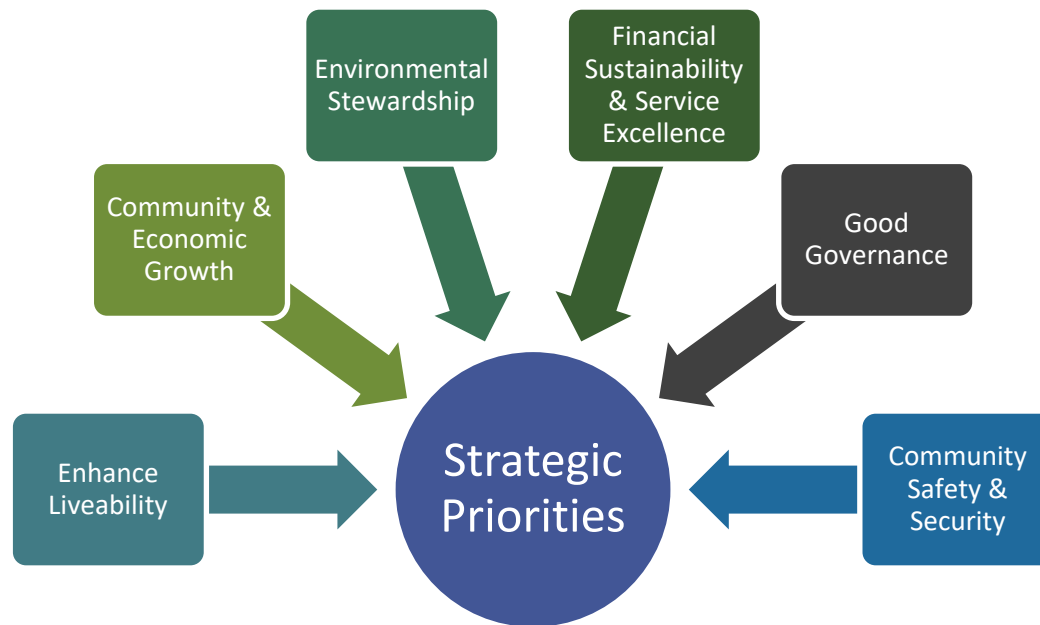 Environmental
Stewardship
Financial
Sustainability
& Service
Excellence
Community &
Economic
Growth
Good
Governance
Enhance
Liveability
Strategic
Priorities
Community
Safety &
Security